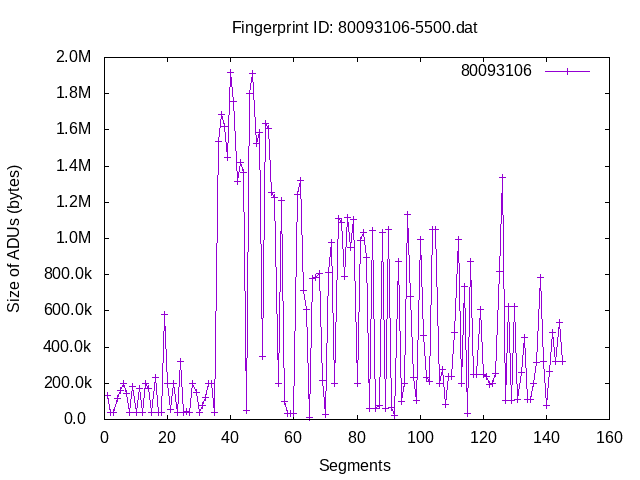 Fingerprint ID: 80093106-5500.dat
80093106
2.0M
1.8M
1.6M
1.4M
1.2M
1.0M
800.0k
600.0k
400.0k
200.0k
0.0
Size of ADUs (bytes)
0 20 40 60 80 100 120 140 160
Segments